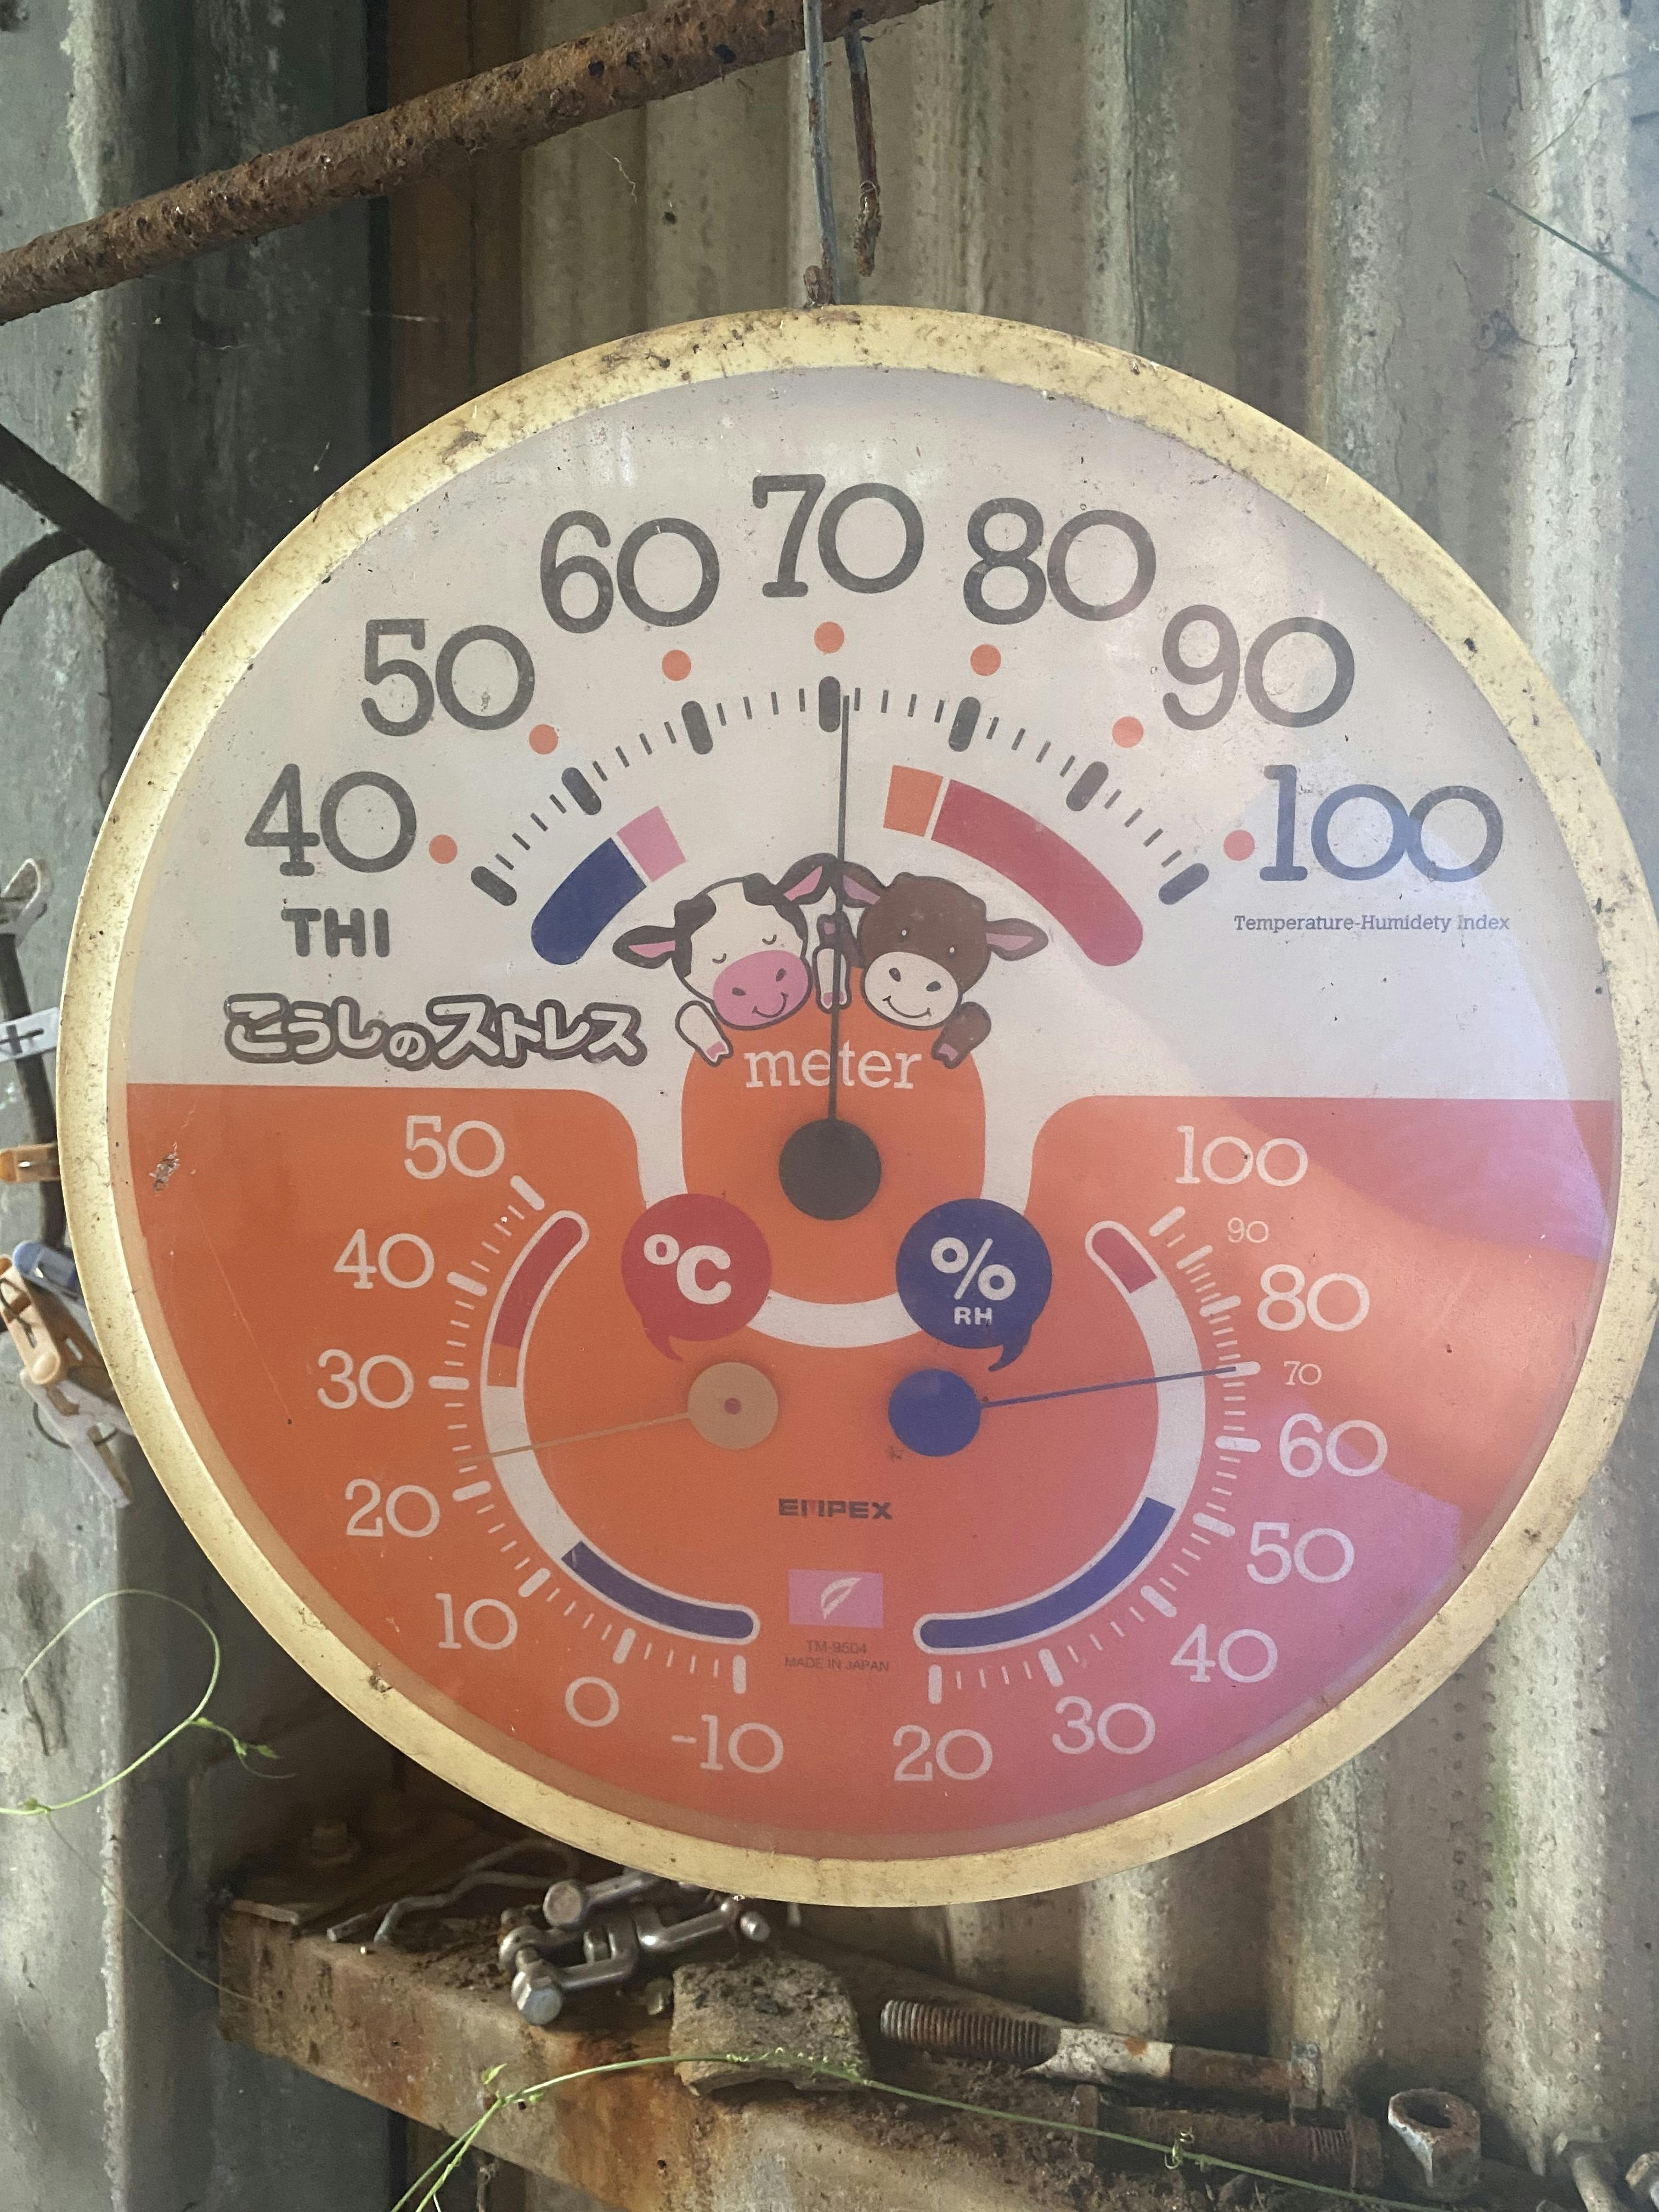 40 50 60 70 80 90 100
THI
Temperature-Humidety Index
こうしのストレス
meter
50 40 30 20 10 0 -10
°C
%
RH
100 90 80 70 60 50 40 30 20
EMPEX
TM-9504
MADE IN JAPAN